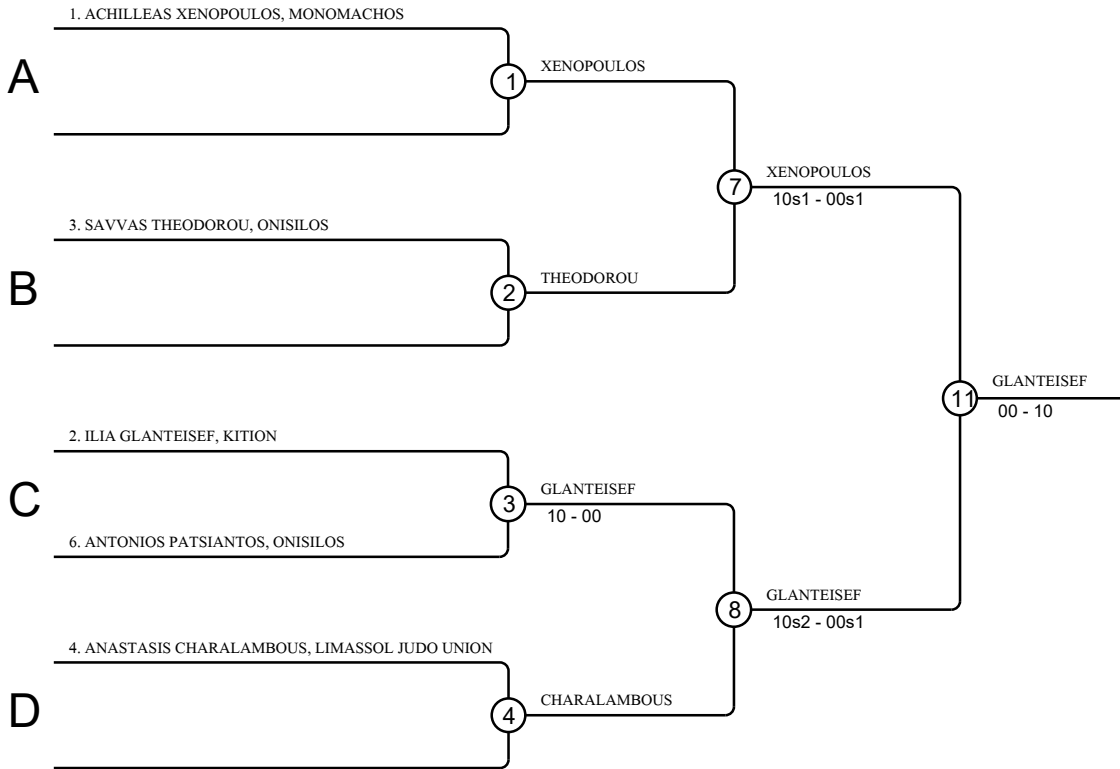 1. ACHILLEAS XENOPOULOS, MONOMACHOS
A
1
XENOPOULOS
7
XENOPOULOS
10s1 - 00s1
3. SAVVAS THEODOROU, ONISILOS
B
2
THEODOROU
11
GLANTEISEF
00 - 10
2. ILIA GLANTEISEF, KITION
C
3
GLANTEISEF
10 - 00
6. ANTONIOS PATSIANTOS, ONISILOS
8
GLANTEISEF
10s2 - 00s1
4. ANASTASIS CHARALAMBOUS, LIMASSOL JUDO UNION
D
4
CHARALAMBOUS